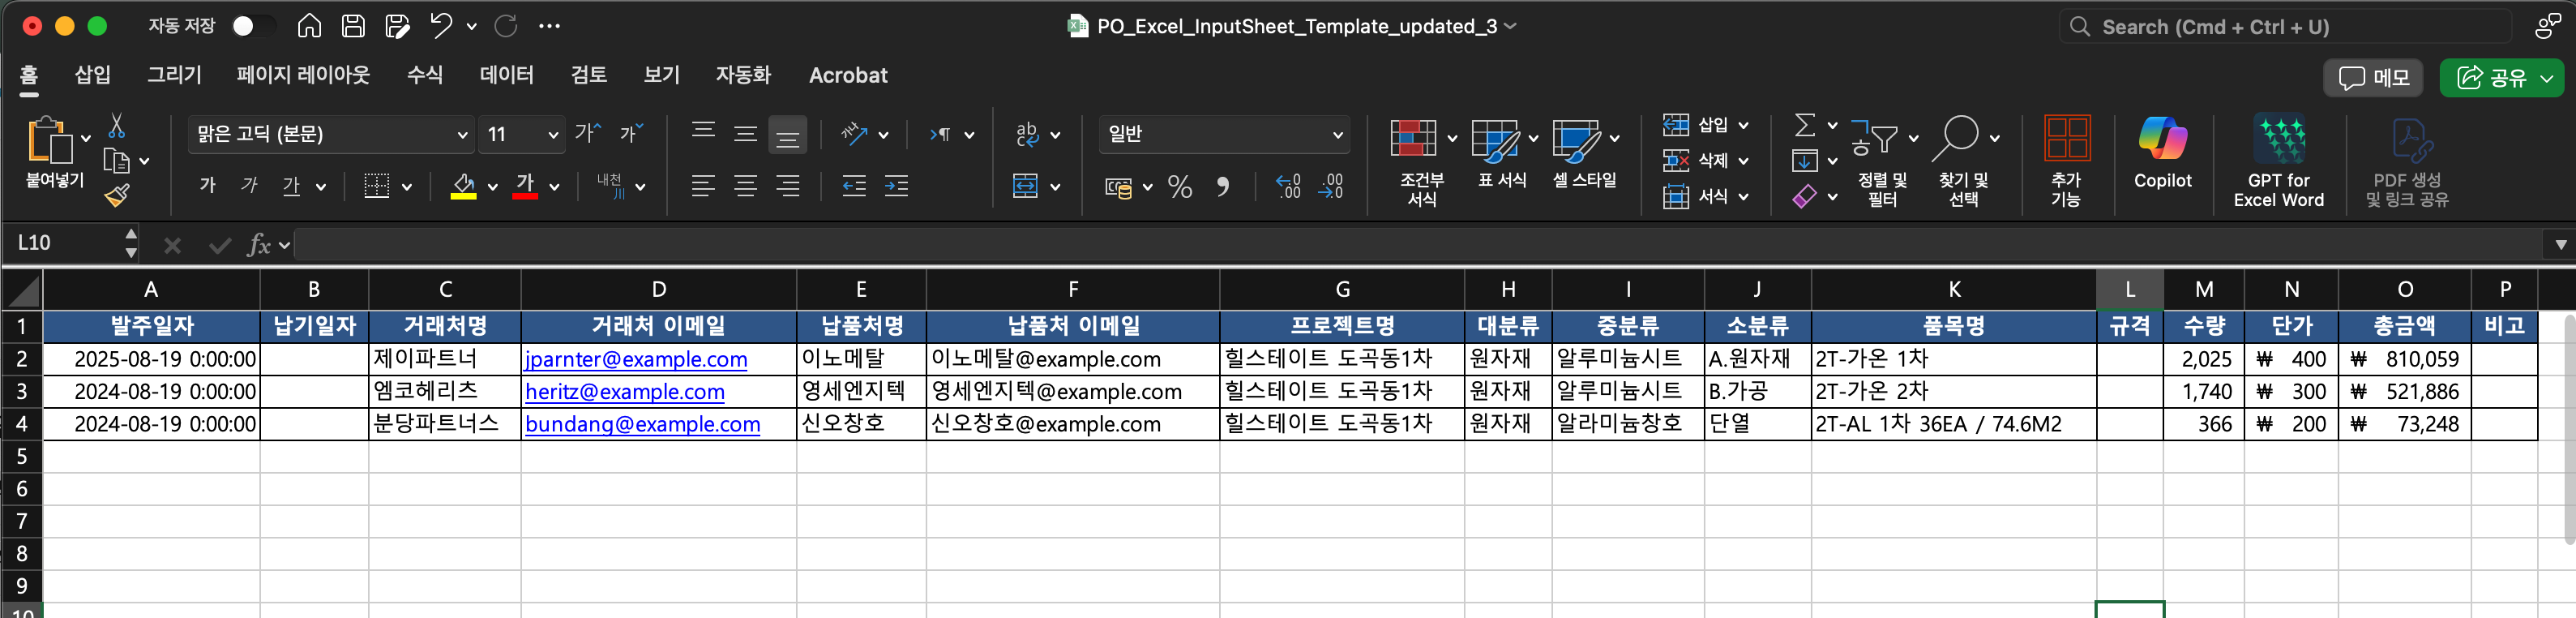 자동 저장
PO_Excel_InputSheet_Template_updated_3
Search (Cmd + Ctrl + U)
홈 삽입 그리기 페이지 레이아웃 수식 데이터 검토 보기 자동화 Acrobat
메모 공유
붙여넣기
맑은 고딕 (본문) 11 가 가
가 가 가 가 내천
일반
조건부 서식
표 서식
셀 스타일
삽입
삭제
서식
정렬 및 필터
찾기 및 선택
추가 기능
Copilot
GPT for Excel Word
PDF 생성 및 링크 공유
L10 fx
A B C D E F G H I J K L M N O P
1 발주일자 납기일자 거래처명 거래처 이메일 납품처명 납품처 이메일 프로젝트명 대분류 중분류 소분류 품목명 규격 수량 단가 총금액 비고
2 2025-08-19 0:00:00 제이파트너 jparnter@example.com 이노메탈 이노메탈@example.com 힐스테이트 도곡동1차 원자재 알루미늄시트 A.원자재 2T-가온 1차 2,025 ₩ 400 ₩ 810,059
3 2024-08-19 0:00:00 엠코헤리츠 heritz@example.com 영세엔지텍 영세엔지텍@example.com 힐스테이트 도곡동1차 원자재 알루미늄시트 B.가공 2T-가온 2차 1,740 ₩ 300 ₩ 521,886
4 2024-08-19 0:00:00 분당파트너스 bundang@example.com 신오창호 신오창호@example.com 힐스테이트 도곡동1차 원자재 알라미늄창호 단열 2T-AL 1차 36EA / 74.6M2 366 ₩ 200 ₩ 73,248
5
6
7
8
9
10